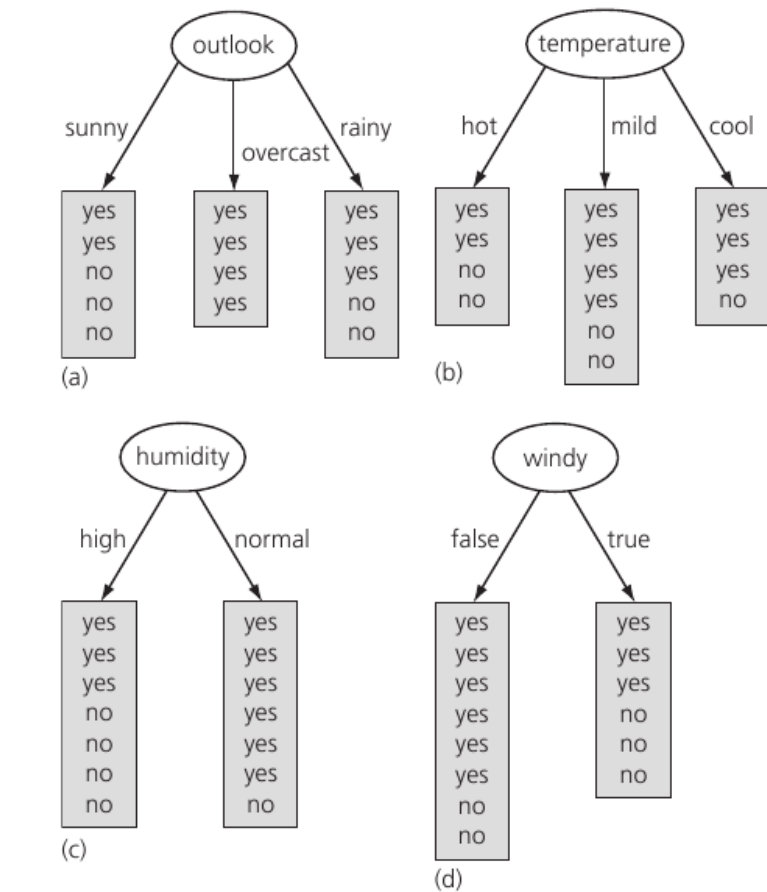 outlook
sunny
overcast
rainy
yes
yes
no
no
no
yes
yes
yes
yes
yes
yes
yes
no
no
(a)
temperature
hot
mild
cool
yes
yes
no
no
yes
yes
yes
yes
no
no
yes
yes
yes
no
(b)
humidity
high
normal
yes
yes
yes
no
no
no
no
yes
yes
yes
yes
yes
yes
no
(c)
windy
false
true
yes
yes
yes
yes
yes
yes
no
no
yes
yes
yes
no
no
no
(d)